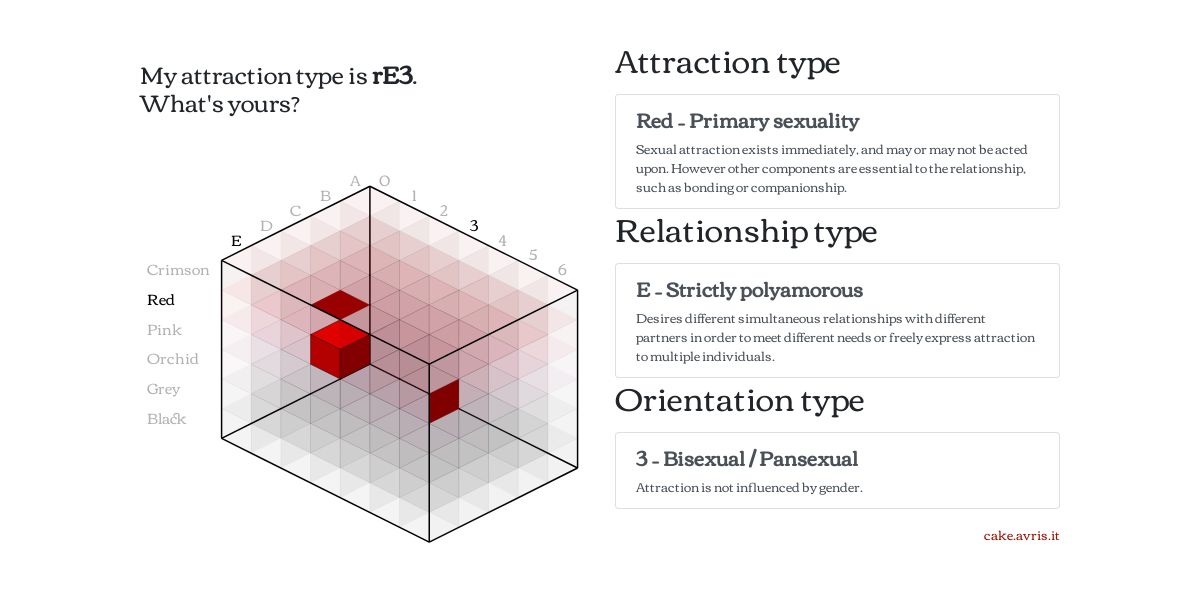 My attraction type is rE3.
What's yours?
A O
B 1
C 2
D 3
E 4
5
6
Crimson
Red
Pink
Orchid
Grey
Black
Attraction type
Red – Primary sexuality
Sexual attraction exists immediately, and may or may not be acted
upon. However other components are essential to the relationship,
such as bonding or companionship.
Relationship type
E – Strictly polyamorous
Desires different simultaneous relationships with different
partners in order to meet different needs or freely express attraction
to multiple individuals.
Orientation type
3 – Bisexual / Pansexual
Attraction is not influenced by gender.
cake.avris.it